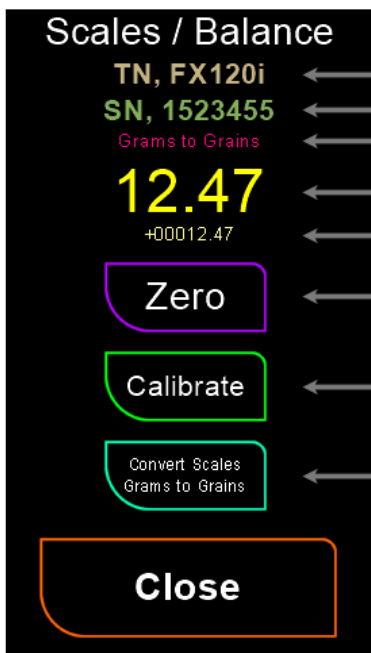 Scales / Balance
TN, FX120i
SN, 1523455
Grams to Grains
12.47
+00012.47
Zero
Calibrate
Convert Scales
Grams to Grains
Close